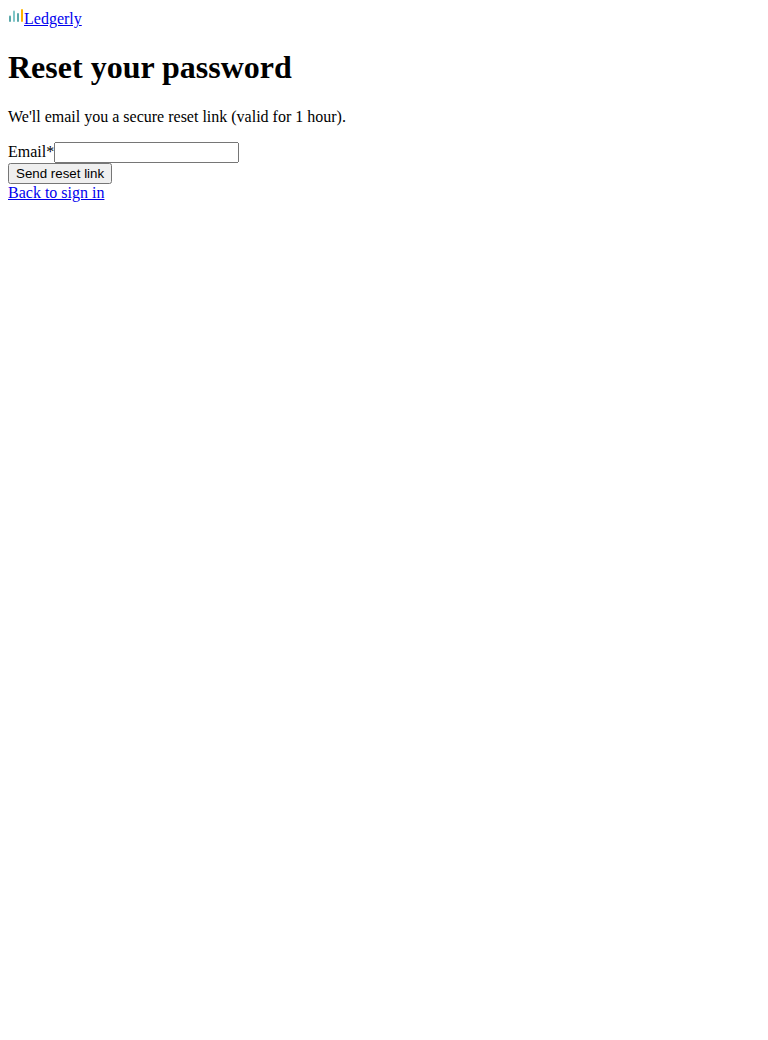 Ledgerly
Reset your password
We'll email you a secure reset link (valid for 1 hour).
Email*
Send reset link
Back to sign in